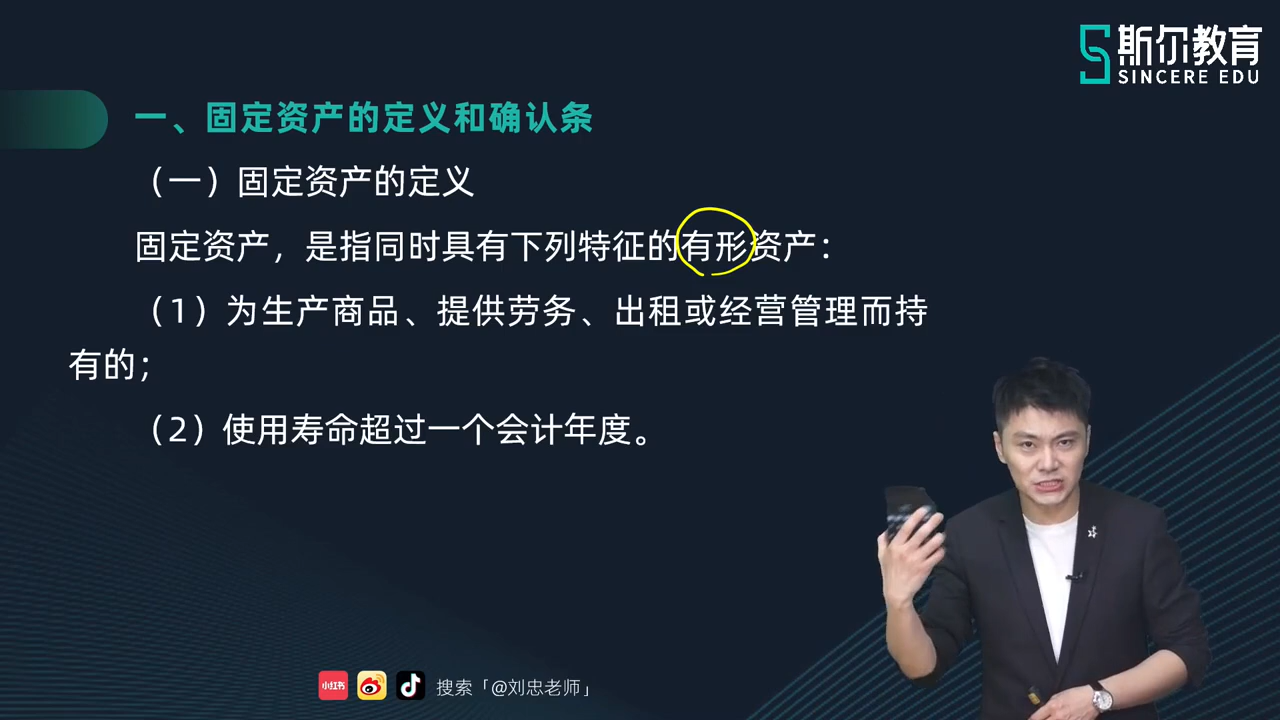 斯尔教育
SINCERE EDU
一、固定资产的定义和确认条
（一）固定资产的定义
固定资产，是指同时具有下列特征的有形资产：
（1）为生产商品、提供劳务、出租或经营管理而持
有的；
（2）使用寿命超过一个会计年度。
小红书
搜索「@刘忠老师」